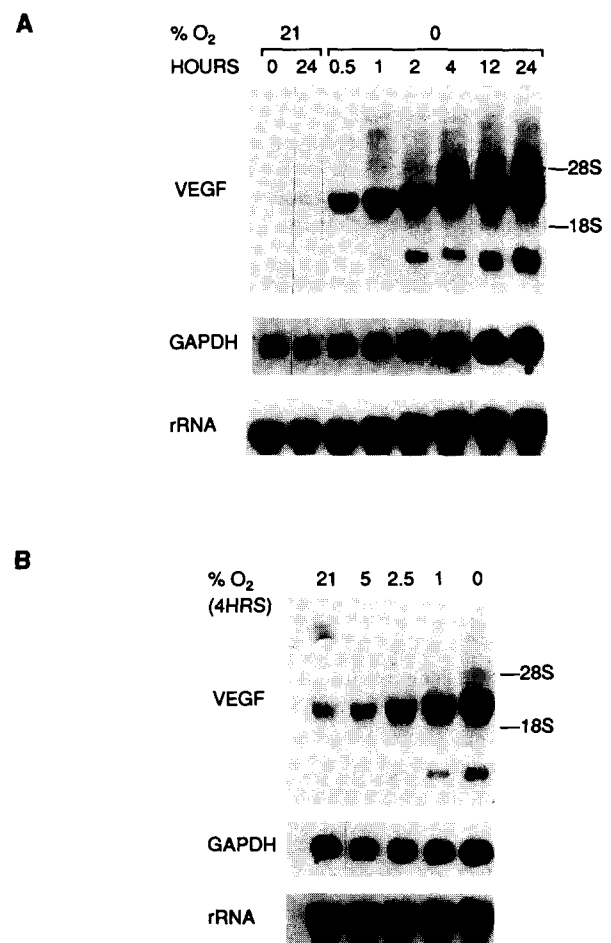 A
% O₂ 21 0
HOURS 0 24 0.5 1 2 4 12 24
VEGF
28S
18S
GAPDH
rRNA
B
% O₂ 21 5 2.5 1 0
(4HRS)
VEGF
28S
18S
GAPDH
rRNA